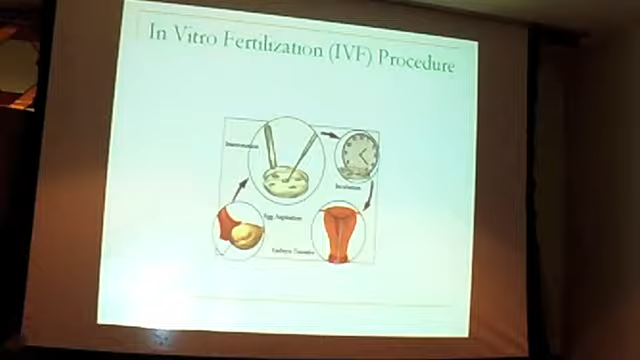 In Vitro Fertilization (IVF) Procedure
Insemination
Incubation
Egg Aspiration
Embryo Transfer